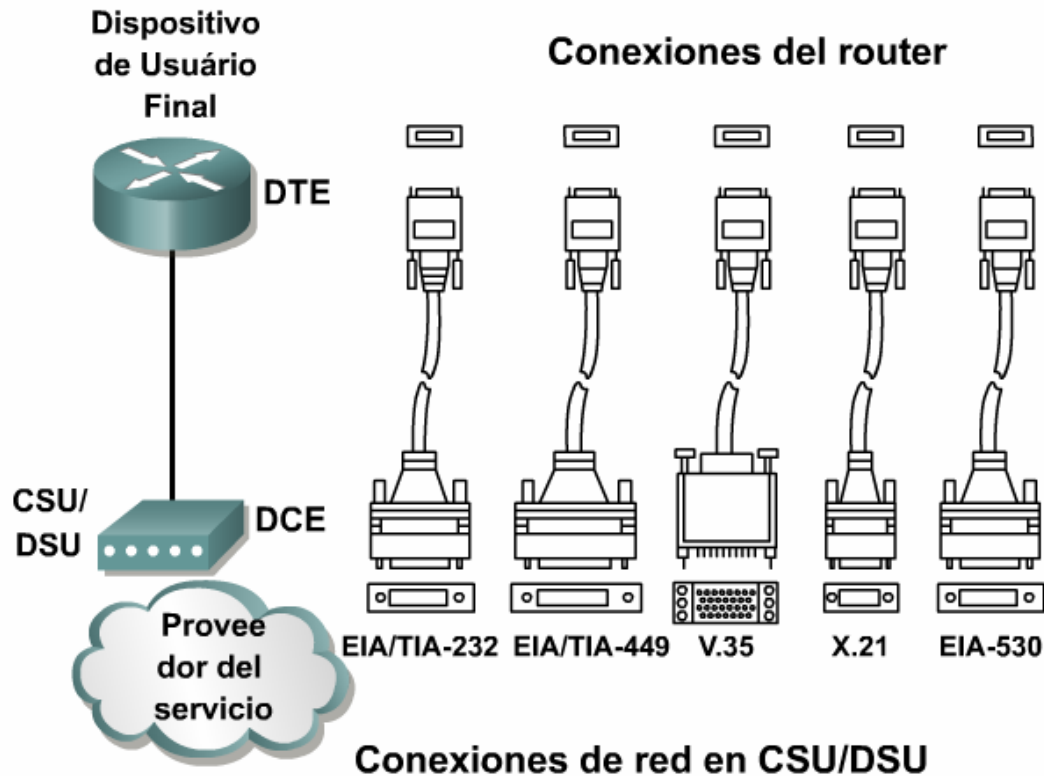 Dispositivo
de Usuário
Final
Conexiones del router
DTE
CSU/
DSU
DCE
Provee
dor del
servicio
EIA/TIA-232
EIA/TIA-449
V.35
X.21
EIA-530
Conexiones de red en CSU/DSU